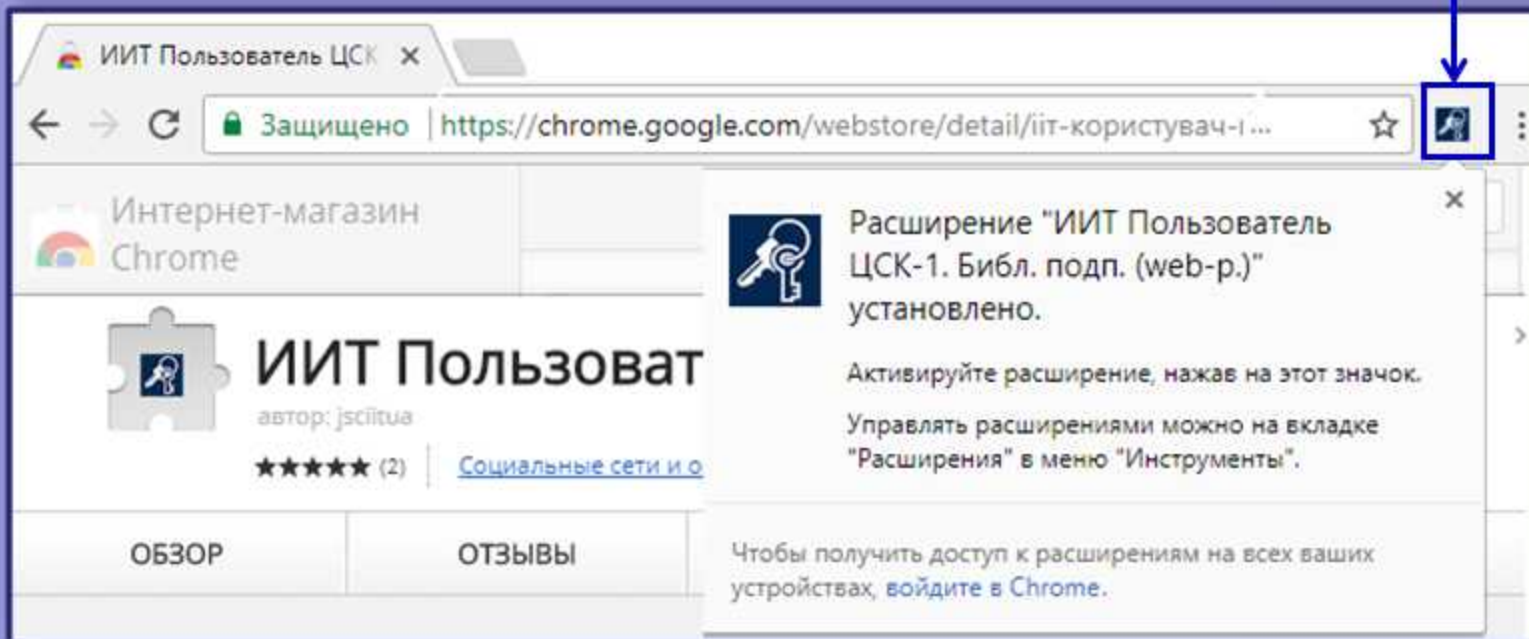 ИИТ Пользователь ЦСК
Защищено https://chrome.google.com/webstore/detail/іїт-користувач-...
Интернет-магазин
Chrome
ИИТ Пользоват
автор: jsciitua
(2) Социальные сети и о
ОБЗОР ОТЗЫВЫ
Расширение "ИИТ Пользователь
ЦСК-1. Библ. подп. (web-р.)"
установлено.
Активируйте расширение, нажав на этот значок.
Управлять расширениями можно на вкладке
"Расширения" в меню "Инструменты".
Чтобы получить доступ к расширениям на всех ваших
устройствах, войдите в Chrome.